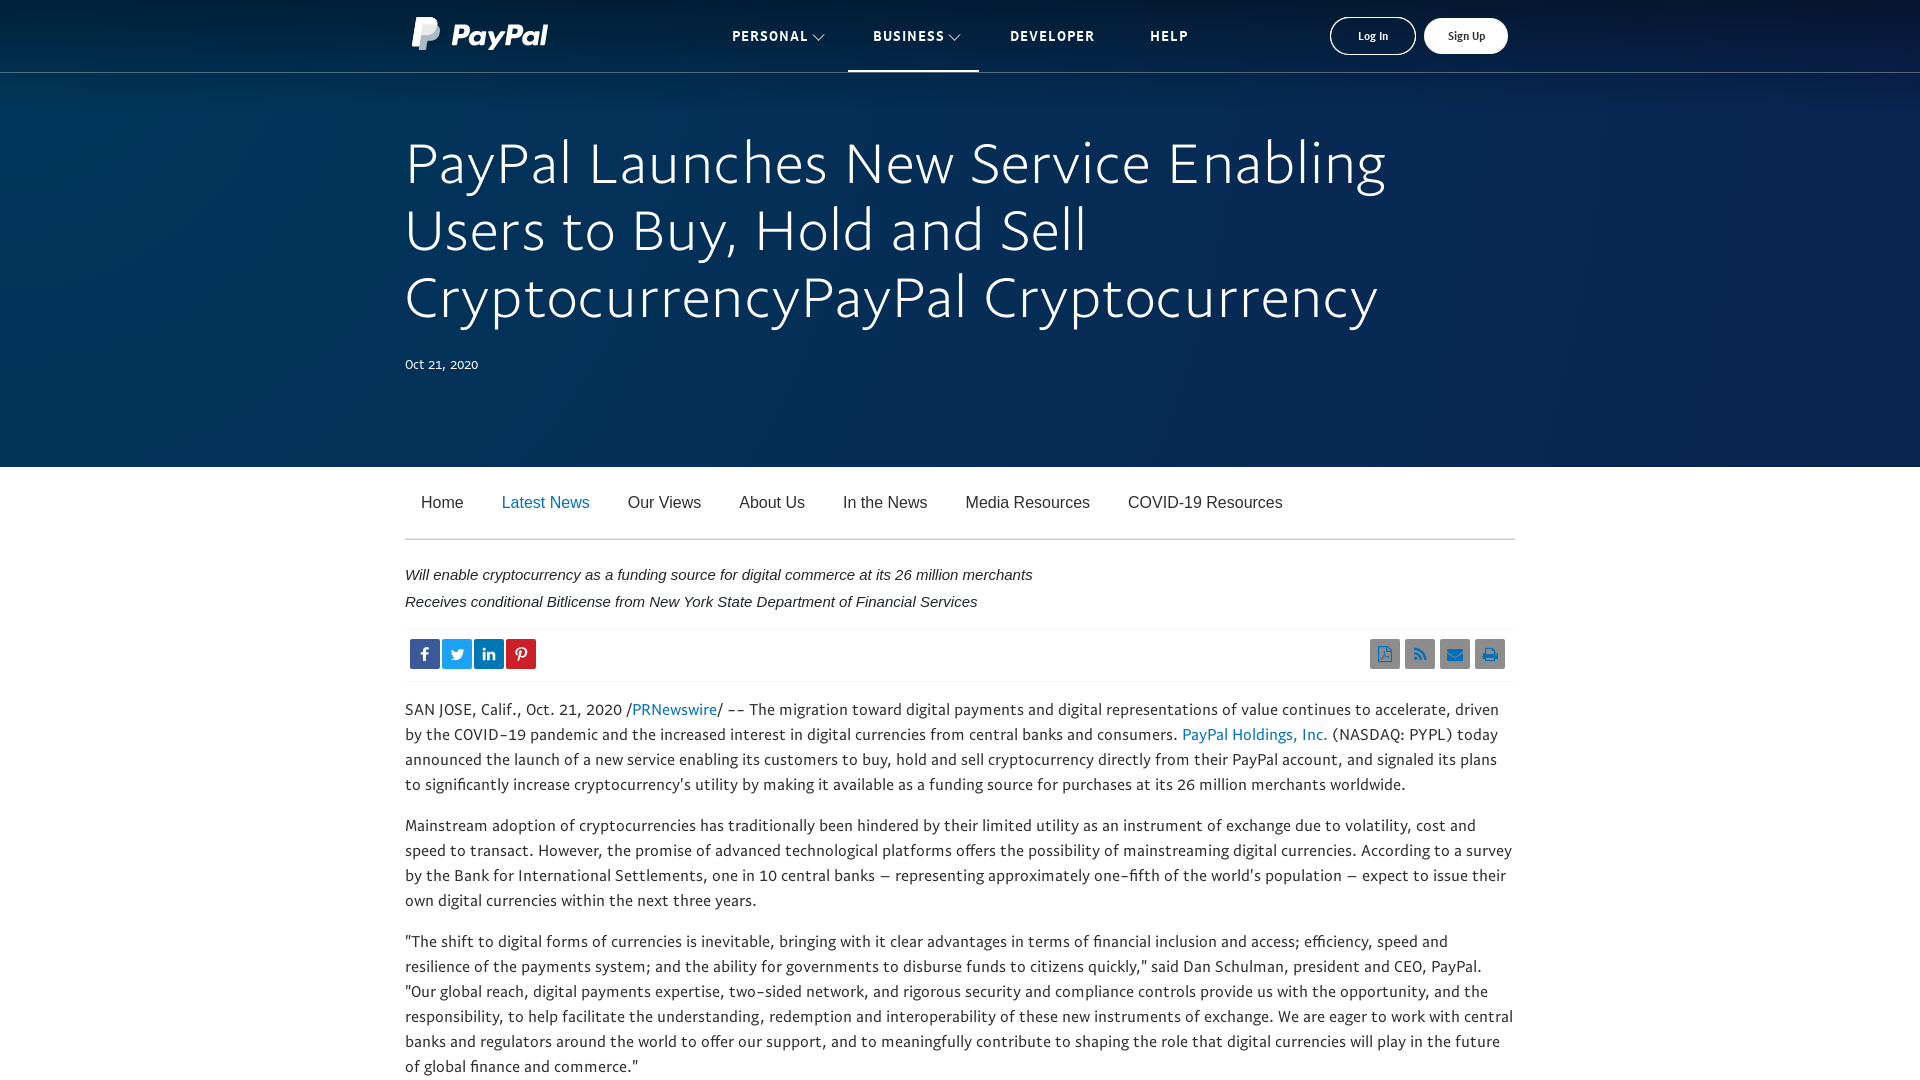 PayPal PERSONAL BUSINESS DEVELOPER HELP Log In Sign Up
PayPal Launches New Service Enabling
Users to Buy, Hold and Sell
CryptocurrencyPayPal Cryptocurrency
Oct 21, 2020
Home Latest News Our Views About Us In the News Media Resources COVID-19 Resources
Will enable cryptocurrency as a funding source for digital commerce at its 26 million merchants
Receives conditional Bitlicense from New York State Department of Financial Services
SAN JOSE, Calif., Oct. 21, 2020 /PRNewswire/ -- The migration toward digital payments and digital representations of value continues to accelerate, driven
by the COVID-19 pandemic and the increased interest in digital currencies from central banks and consumers. PayPal Holdings, Inc. (NASDAQ: PYPL) today
announced the launch of a new service enabling its customers to buy, hold and sell cryptocurrency directly from their PayPal account, and signaled its plans
to significantly increase cryptocurrency's utility by making it available as a funding source for purchases at its 26 million merchants worldwide.
Mainstream adoption of cryptocurrencies has traditionally been hindered by their limited utility as an instrument of exchange due to volatility, cost and
speed to transact. However, the promise of advanced technological platforms offers the possibility of mainstreaming digital currencies. According to a survey
by the Bank for International Settlements, one in 10 central banks — representing approximately one-fifth of the world's population — expect to issue their
own digital currencies within the next three years.
"The shift to digital forms of currencies is inevitable, bringing with it clear advantages in terms of financial inclusion and access; efficiency, speed and
resilience of the payments system; and the ability for governments to disburse funds to citizens quickly," said Dan Schulman, president and CEO, PayPal.
"Our global reach, digital payments expertise, two-sided network, and rigorous security and compliance controls provide us with the opportunity, and the
responsibility, to help facilitate the understanding, redemption and interoperability of these new instruments of exchange. We are eager to work with central
banks and regulators around the world to offer our support, and to meaningfully contribute to shaping the role that digital currencies will play in the future
of global finance and commerce."